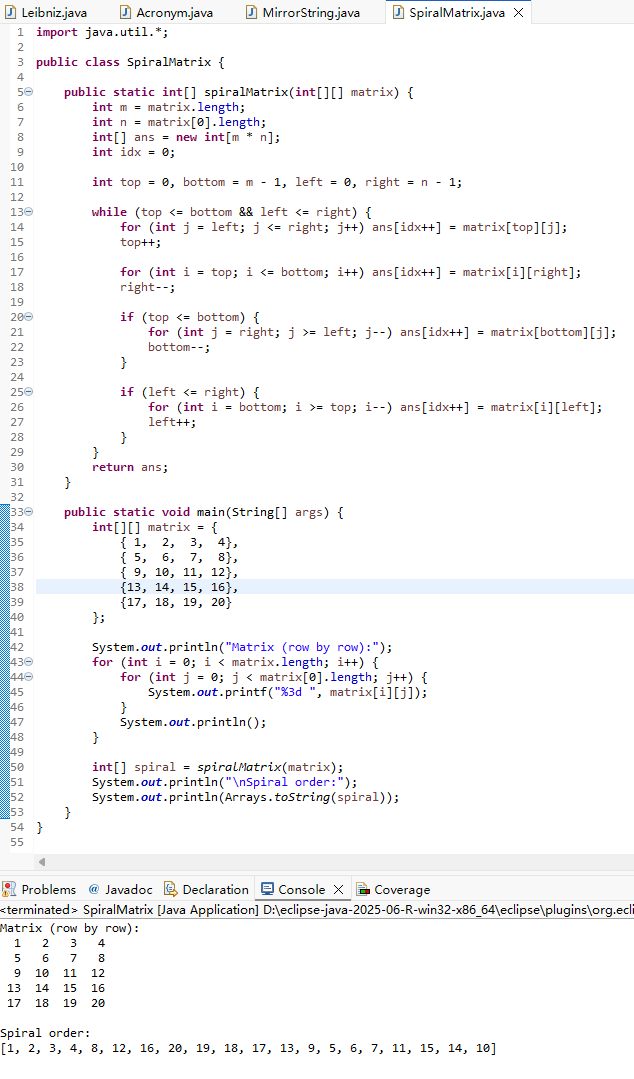 Leibniz.java Acronym.java MirrorString.java SpiralMatrix.java
1 import java.util.*;
2
3 public class SpiralMatrix {
4
5 public static int[] spiralMatrix(int[][] matrix) {
6 int m = matrix.length;
7 int n = matrix[0].length;
8 int[] ans = new int[m * n];
9 int idx = 0;
10
11 int top = 0, bottom = m - 1, left = 0, right = n - 1;
12
13 while (top <= bottom && left <= right) {
14 for (int j = left; j <= right; j++) ans[idx++] = matrix[top][j];
15 top++;
16
17 for (int i = top; i <= bottom; i++) ans[idx++] = matrix[i][right];
18 right--;
19
20 if (top <= bottom) {
21 for (int j = right; j >= left; j--) ans[idx++] = matrix[bottom][j];
22 bottom--;
23 }
24
25 if (left <= right) {
26 for (int i = bottom; i >= top; i--) ans[idx++] = matrix[i][left];
27 left++;
28 }
29 }
30 return ans;
31 }
32
33 public static void main(String[] args) {
34 int[][] matrix = {
35 { 1, 2, 3, 4},
36 { 5, 6, 7, 8},
37 { 9, 10, 11, 12},
38 {13, 14, 15, 16},
39 {17, 18, 19, 20}
40 };
41
42 System.out.println("Matrix (row by row):");
43 for (int i = 0; i < matrix.length; i++) {
44 for (int j = 0; j < matrix[0].length; j++) {
45 System.out.printf("%3d ", matrix[i][j]);
46 }
47 System.out.println();
48 }
49
50 int[] spiral = spiralMatrix(matrix);
51 System.out.println("\nSpiral order:");
52 System.out.println(Arrays.toString(spiral));
53 }
54 }
55
Problems @ Javadoc Declaration Console Coverage
<terminated> SpiralMatrix [Java Application] D:\eclipse-java-2025-06-R-win32-x86_64\eclipse\plugins\org.ecli
Matrix (row by row):
1 2 3 4
5 6 7 8
9 10 11 12
13 14 15 16
17 18 19 20

Spiral order:
[1, 2, 3, 4, 8, 12, 16, 20, 19, 18, 17, 13, 9, 5, 6, 7, 11, 15, 14, 10]